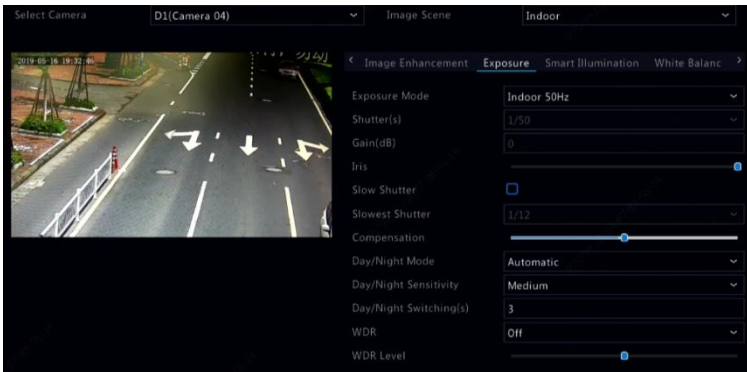 Select Camera D1(Camera 04) Image Scene Indoor
2019-05-16 19:32:46
Image Enhancement Exposure Smart Illumination White Balanc
Exposure Mode Indoor 50Hz
Shutter(s) 1/50
Gain(dB) 0
Iris
Slow Shutter
Slowest Shutter 1/12
Compensation
Day/Night Mode Automatic
Day/Night Sensitivity Medium
Day/Night Switching(s) 3
WDR Off
WDR Level